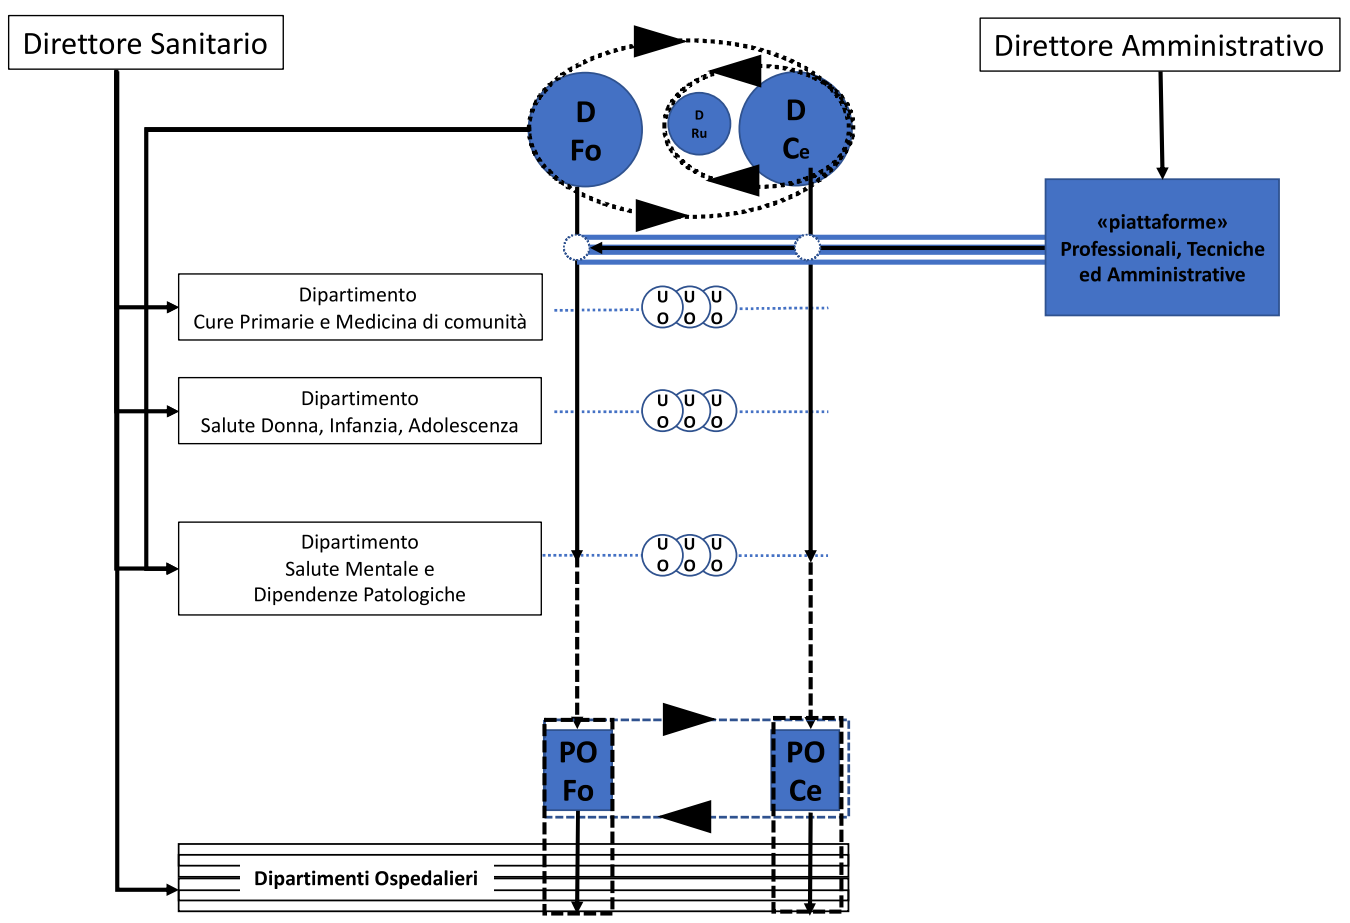 Direttore Sanitario
Direttore Amministrativo
D
Fo
D
Ru
D
Ce
«piattaforme»
Professionali, Tecniche
ed Amministrative
Dipartimento
Cure Primarie e Medicina di comunità
U U U
O O O
Dipartimento
Salute Donna, Infanzia, Adolescenza
U U U
O O O
Dipartimento
Salute Mentale e
Dipendenze Patologiche
U U U
O O O
PO
Fo
PO
Ce
Dipartimenti Ospedalieri